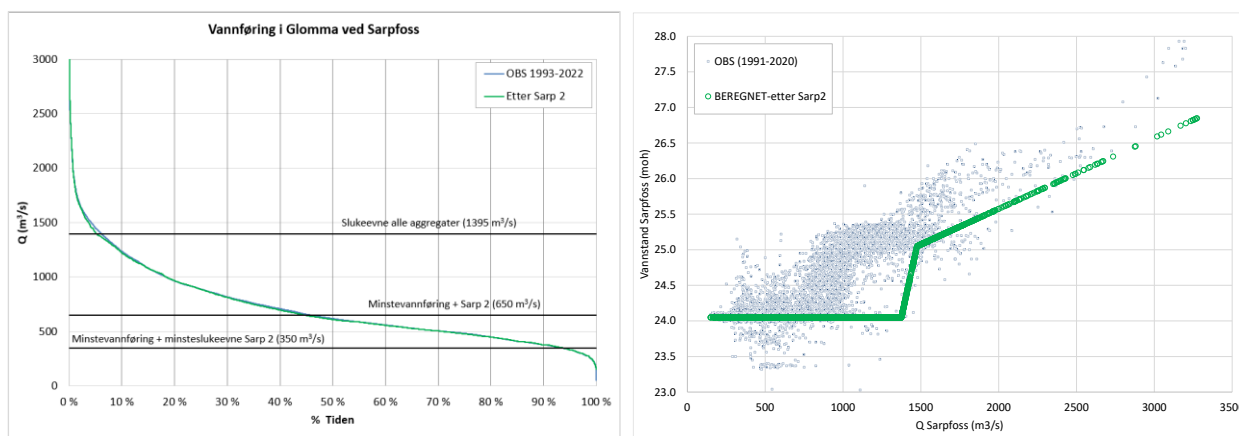 Vannføring i Glomma ved Sarpfoss
3000
2500
2000
1500
1000
500
0
Q (m³/s)
OBS 1993-2022
Etter Sarp 2
Slukeevne alle aggregater (1395 m³/s)
Minstevannføring + Sarp 2 (650 m³/s)
Minstevannføring + minsteslukeevne Sarp 2 (350 m³/s)
0 % 10 % 20 % 30 % 40 % 50 % 60 % 70 % 80 % 90 % 100 %
% Tiden
28.0
27.5
27.0
26.5
26.0
25.5
25.0
24.5
24.0
23.5
23.0
Vannstand Sarpfoss (moh)
OBS (1991-2020)
BEREGNET-etter Sarp2
0 500 1000 1500 2000 2500 3000 3500
Q Sarpfoss (m3/s)